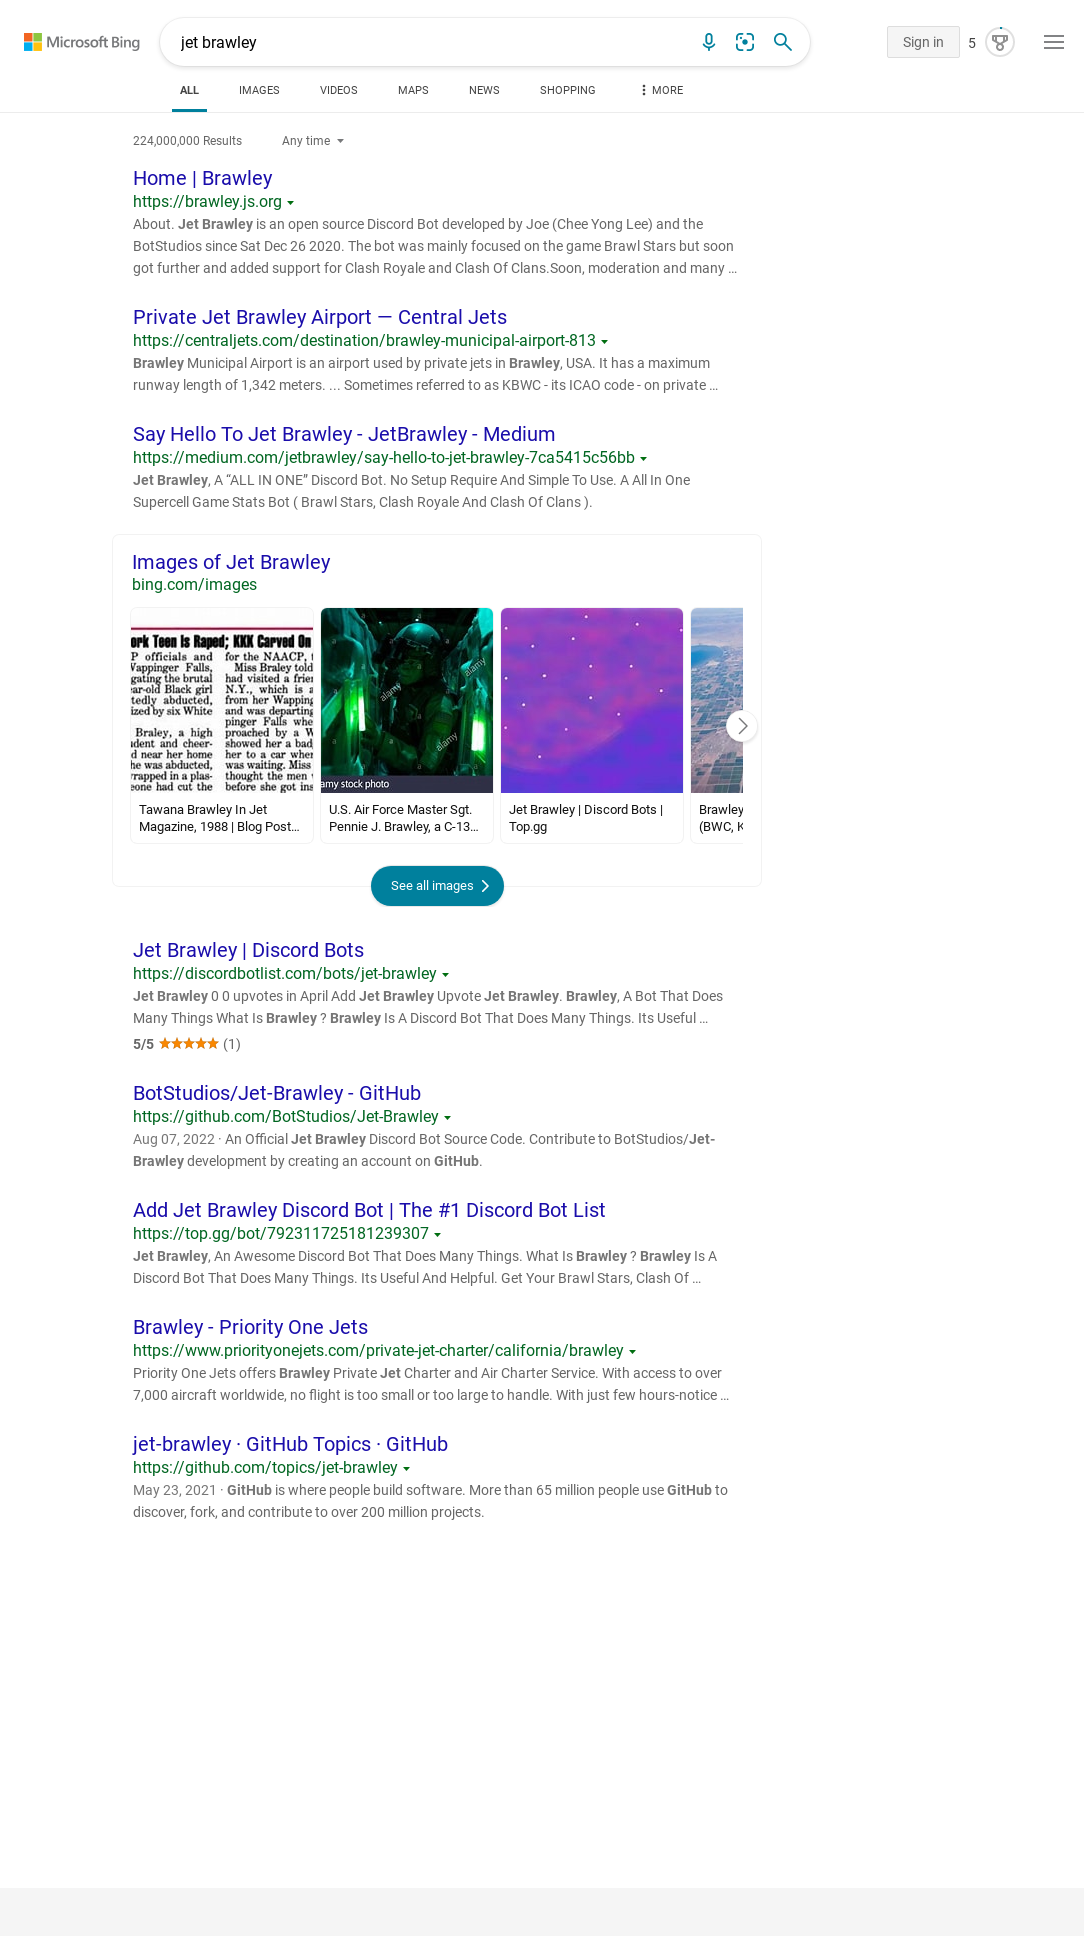 Microsoft Bing
jet brawley
Sign in
5
ALL
IMAGES
VIDEOS
MAPS
NEWS
SHOPPING
MORE
224,000,000 Results
Any time
Home | Brawley
https://brawley.js.org
About. Jet Brawley is an open source Discord Bot developed by Joe (Chee Yong Lee) and the
BotStudios since Sat Dec 26 2020. The bot was mainly focused on the game Brawl Stars but soon
got further and added support for Clash Royale and Clash Of Clans.Soon, moderation and many …
Private Jet Brawley Airport — Central Jets
https://centraljets.com/destination/brawley-municipal-airport-813
Brawley Municipal Airport is an airport used by private jets in Brawley, USA. It has a maximum
runway length of 1,342 meters. ... Sometimes referred to as KBWC - its ICAO code - on private …
Say Hello To Jet Brawley - JetBrawley - Medium
https://medium.com/jetbrawley/say-hello-to-jet-brawley-7ca5415c56bb
Jet Brawley, A “ALL IN ONE” Discord Bot. No Setup Require And Simple To Use. A All In One
Supercell Game Stats Bot ( Brawl Stars, Clash Royale And Clash Of Clans ).
Images of Jet Brawley
bing.com/images
ork Teen Is Raped; KKK Carved On
P officials and
Wappinger Falls,
gating the brutal
ear-old Black girl
tedly abducted,
ized by six White
Braley, a high
dent and cheer-
d near her home
he was abducted,
wrapped in a plas-
eone had cut the
for the NAACP, f
Miss Braley told
had visited a frie
N.Y., which is a
from her Wapping
and was departing
pinger Falls whe
proached by a W
showed her a bad
her to a car wher
was waiting. Miss
thought the men
before she got ins
alamy
alamy
alamy
amy stock photo
Tawana Brawley In Jet
Magazine, 1988 | Blog Post…
U.S. Air Force Master Sgt.
Pennie J. Brawley, a C-13…
Jet Brawley | Discord Bots |
Top.gg
Brawley
(BWC, K
See all images
Jet Brawley | Discord Bots
https://discordbotlist.com/bots/jet-brawley
Jet Brawley 0 0 upvotes in April Add Jet Brawley Upvote Jet Brawley. Brawley, A Bot That Does
Many Things What Is Brawley ? Brawley Is A Discord Bot That Does Many Things. Its Useful …
5/5 ★★★★★ (1)
BotStudios/Jet-Brawley - GitHub
https://github.com/BotStudios/Jet-Brawley
Aug 07, 2022 · An Official Jet Brawley Discord Bot Source Code. Contribute to BotStudios/Jet-
Brawley development by creating an account on GitHub.
Add Jet Brawley Discord Bot | The #1 Discord Bot List
https://top.gg/bot/792311725181239307
Jet Brawley, An Awesome Discord Bot That Does Many Things. What Is Brawley ? Brawley Is A
Discord Bot That Does Many Things. Its Useful And Helpful. Get Your Brawl Stars, Clash Of …
Brawley - Priority One Jets
https://www.priorityonejets.com/private-jet-charter/california/brawley
Priority One Jets offers Brawley Private Jet Charter and Air Charter Service. With access to over
7,000 aircraft worldwide, no flight is too small or too large to handle. With just few hours-notice …
jet-brawley · GitHub Topics · GitHub
https://github.com/topics/jet-brawley
May 23, 2021 · GitHub is where people build software. More than 65 million people use GitHub to
discover, fork, and contribute to over 200 million projects.